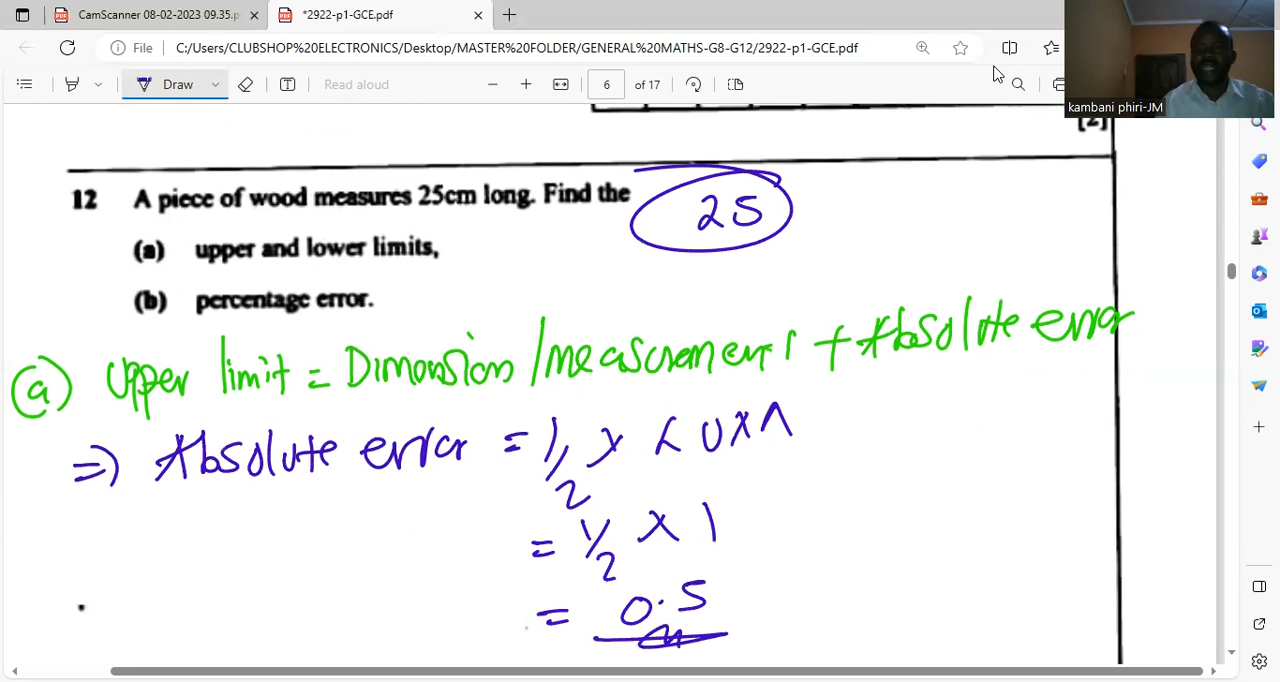 CamScanner 08-02-2023 09.35.p
*2922-p1-GCE.pdf
File C:/Users/CLUBSHOP%20ELECTRONICS/Desktop/MASTER%20FOLDER/GENERAL%20MATHS-G8-G12/2922-p1-GCE.pdf
Draw Read aloud 6 of 17
kambani phiri-JM
[2]
12 A piece of wood measures 25cm long. Find the 25
(a) upper and lower limits,
(b) percentage error.
(a) Upper limit = Dimension/measurement + Absolute error
=> Absolute error = 1/2 x
= 1/2 x 1
= 0.5